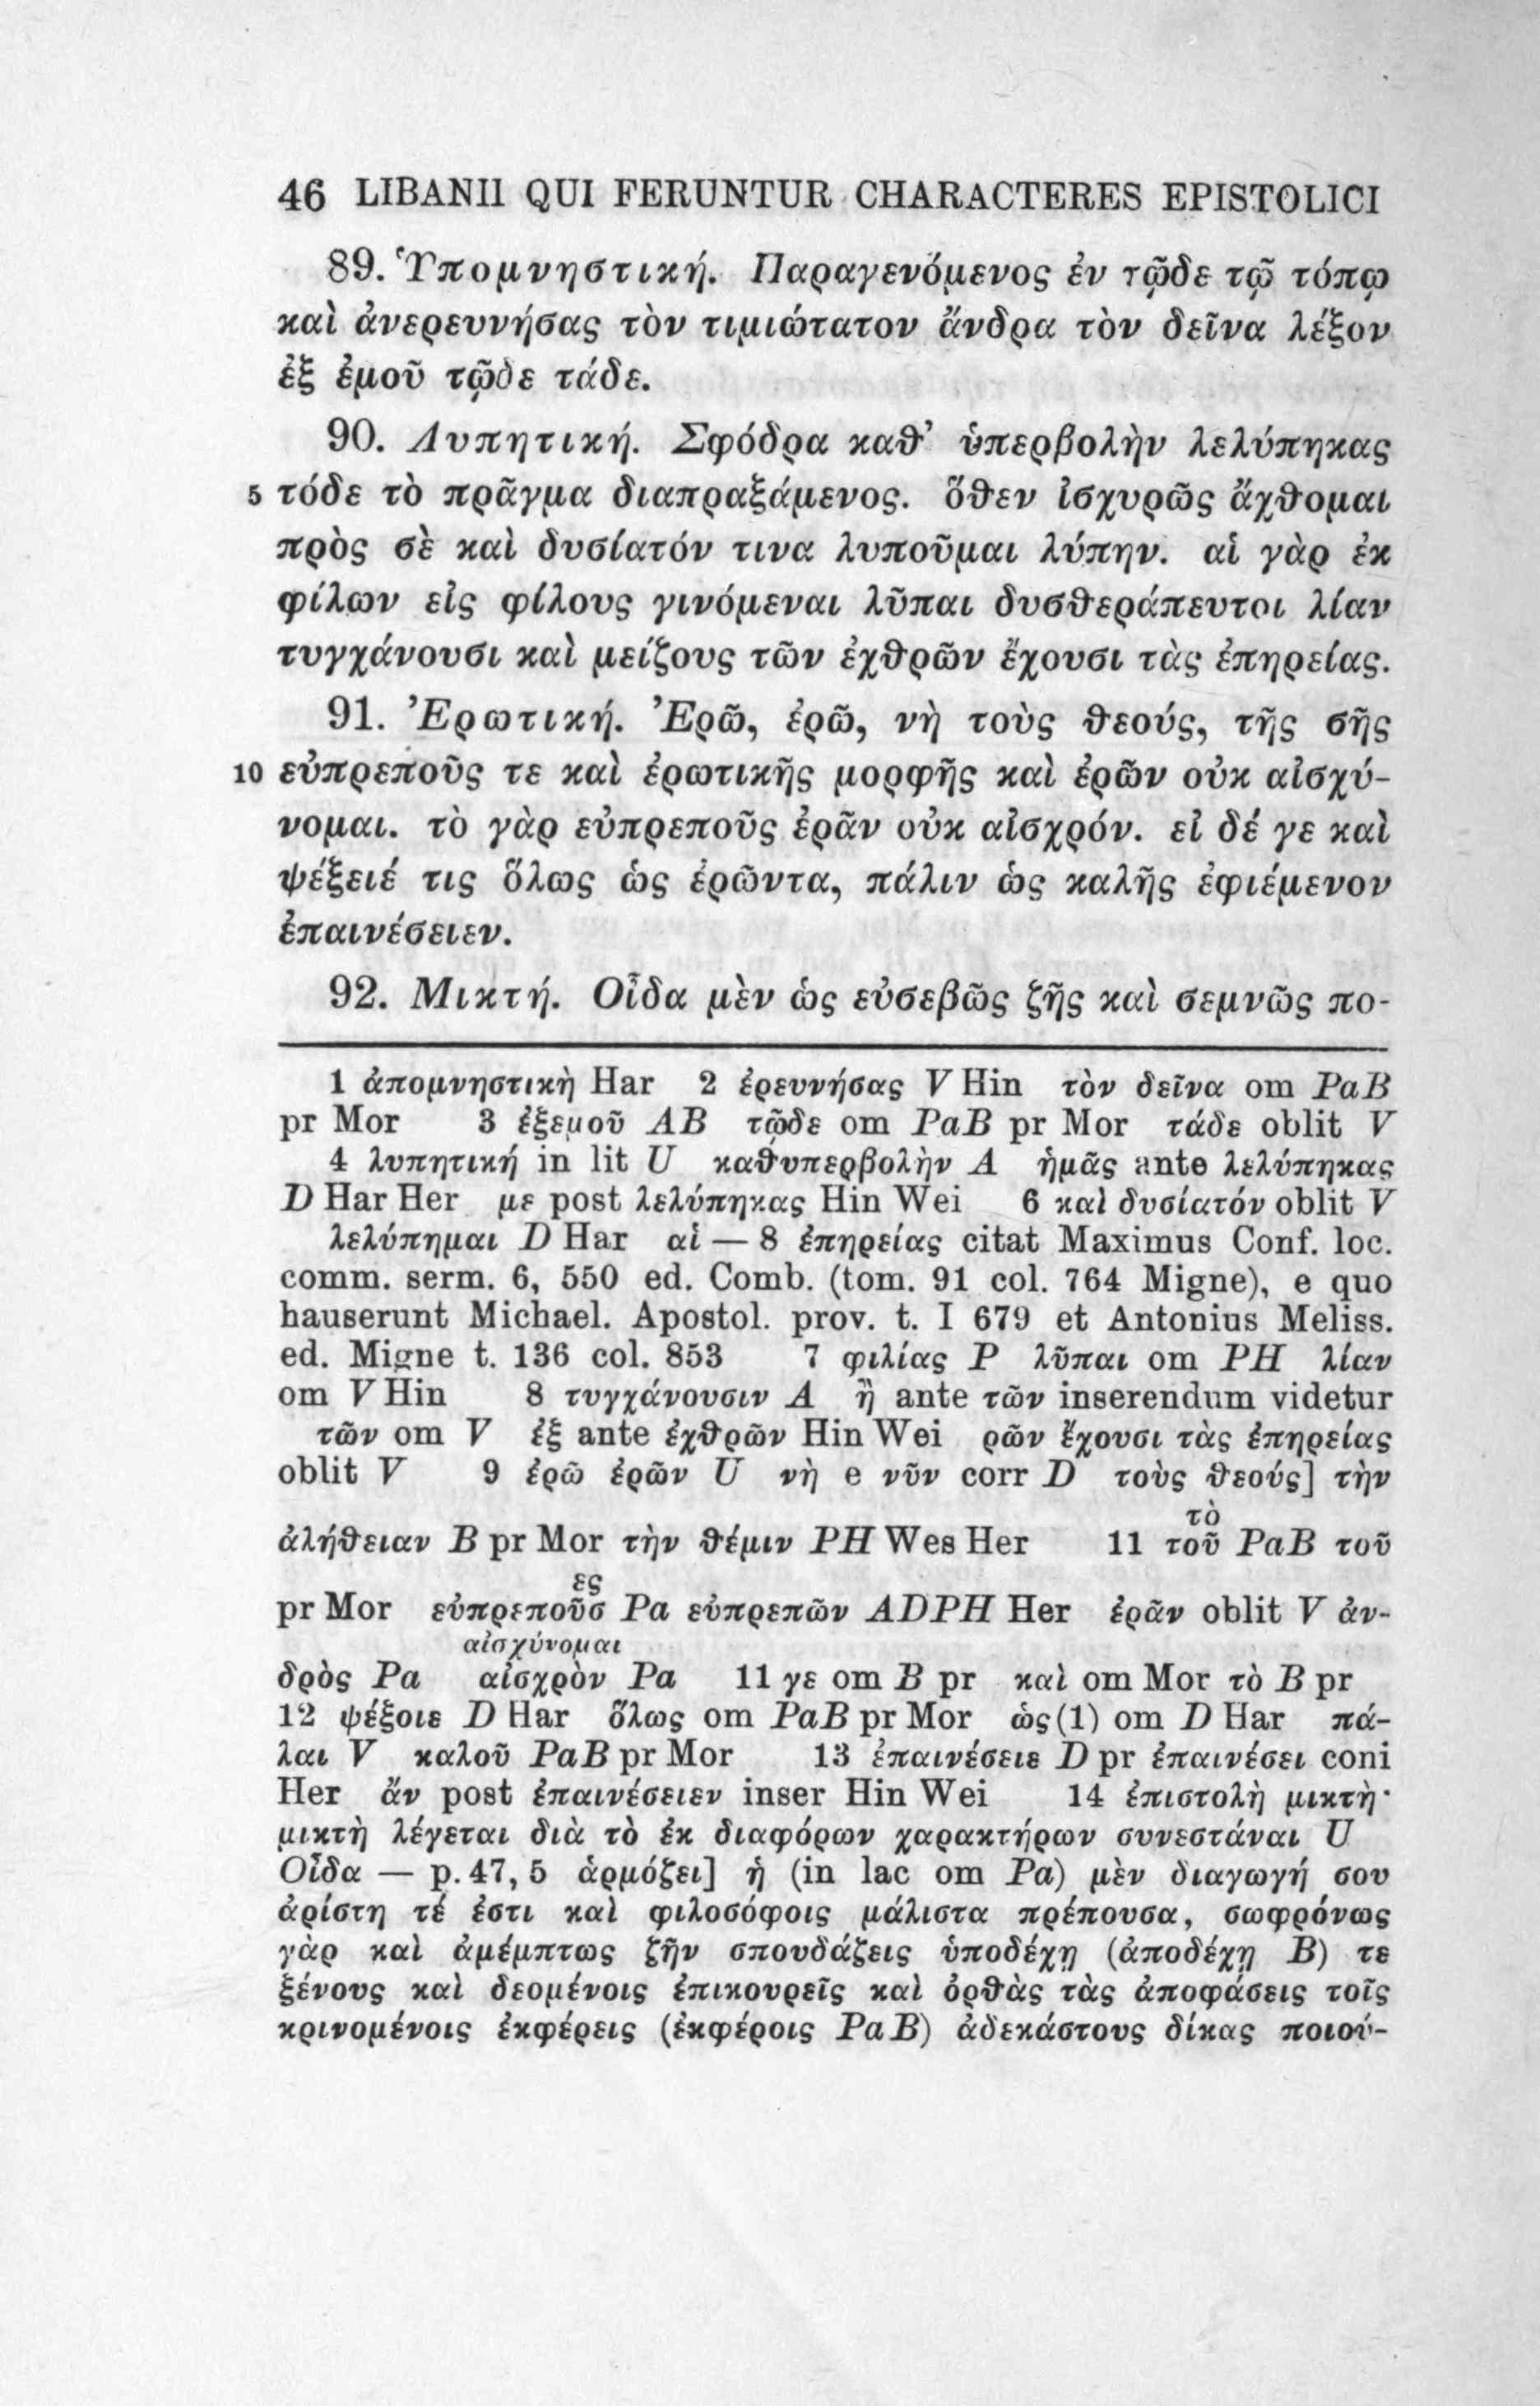 46 LIBANII QUI FERUNTUR CHARACTERES EPISTOLICI
89. Ὑπομνηστική. Παραγενόμενος ἐν τῷδε τῷ τόπῳ
καὶ ἀνερευνήσας τὸν τιμιώτατον ἄνδρα τὸν δεῖνα λέξον
ἐξ ἐμοῦ τῷδε τάδε.
90. Λυπητική. Σφόδρα καθ’ ὑπερβολὴν λελύπηκας
5 τόδε τὸ πρᾶγμα διαπραξάμενος. ὅθεν ἰσχυρῶς ἄχθομαι
πρὸς σὲ καὶ δυσίατόν τινα λυποῦμαι λύπην. αἱ γὰρ ἐκ
φίλων εἰς φίλους γινόμεναι λῦπαι δυσθεράπευτοι λίαν
τυγχάνουσι καὶ μείζους τῶν ἐχθρῶν ἔχουσι τὰς ἐπηρείας.
91. Ἐρωτική. Ἐρῶ, ἐρῶ, νὴ τοὺς θεούς, τῆς σῆς
10 εὐπρεποῦς τε καὶ ἐρωτικῆς μορφῆς καὶ ἐρῶν οὐκ αἰσχύ-
νομαι. τὸ γὰρ εὐπρεποῦς ἐρᾶν οὐκ αἰσχρόν. εἰ δέ γε καὶ
ψέξειέ τις ὅλως ὡς ἐρῶντα, πάλιν ὡς καλῆς ἐφιέμενον
ἐπαινέσειεν.
92. Μικτή. Οἶδα μὲν ὡς εὐσεβῶς ζῆς καὶ σεμνῶς πο-
1 ἀπομνηστικὴ Har 2 ἐρευνήσας V Hin τὸν δεῖνα om PaB
pr Mor 3 ἐξεμοῦ AB τῷδε om PaB pr Mor τάδε oblit V
4 λυπητική in lit U καθυπερβολὴν A ἡμᾶς ante λελύπηκας
D Har Her με post λελύπηκας Hin Wei 6 καὶ δυσίατόν oblit V
λελύπημαι D Har αἱ — 8 ἐπηρείας citat Maximus Conf. loc.
comm. serm. 6, 550 ed. Comb. (tom. 91 col. 764 Migne), e quo
hauserunt Michael. Apostol. prov. t. I 679 et Antonius Meliss.
ed. Migne t. 136 col. 853 7 φιλίας P λῦπαι om PH λίαν
om V Hin 8 τυγχάνουσιν A ἢ ante τῶν inserendum videtur
τῶν om V ἐξ ante ἐχθρῶν Hin Wei ρῶν ἔχουσι τὰς ἐπηρείας
oblit V 9 ἐρῶ ἐρῶν U νὴ e νῦν corr D τοὺς θεούς] τὴν
τὸ
ἀλήθειαν B pr Mor τὴν θέμιν PH Wes Her 11 τοῦ PaB τοῦ
ες
pr Mor εὐπρεποῦσ Pa εὐπρεπῶν ADPH Her ἐρᾶν oblit V ἀν-
αἰσχύνομαι
δρὸς Pa αἰσχρὸν Pa 11 γε om B pr καὶ om Mor τὸ B pr
12 ψέξοιε D Har ὅλως om PaB pr Mor ὡς(1) om D Har πά-
λαι V καλοῦ PaB pr Mor 13 ἐπαινέσειε D pr ἐπαινέσει coni
Her ἄν post ἐπαινέσειεν inser Hin Wei 14 ἐπιστολὴ μικτὴ·
μικτὴ λέγεται διὰ τὸ ἐκ διαφόρων χαρακτήρων συνεστάναι U
Οἶδα — p. 47, 5 ἁρμόζει] ἡ (in lac om Pa) μὲν διαγωγή σου
ἀρίστη τέ ἐστι καὶ φιλοσόφοις μάλιστα πρέπουσα, σωφρόνως
γὰρ καὶ ἀμέμπτως ζῆν σπουδάζεις ὑποδέχῃ (ἀποδέχῃ B) τε
ξένους καὶ δεομένοις ἐπικουρεῖς καὶ ὀρθὰς τὰς ἀποφάσεις τοῖς
κρινομένοις ἐκφέρεις (ἐκφέροις PaB) ἀδεκάστους δίκας ποιού-